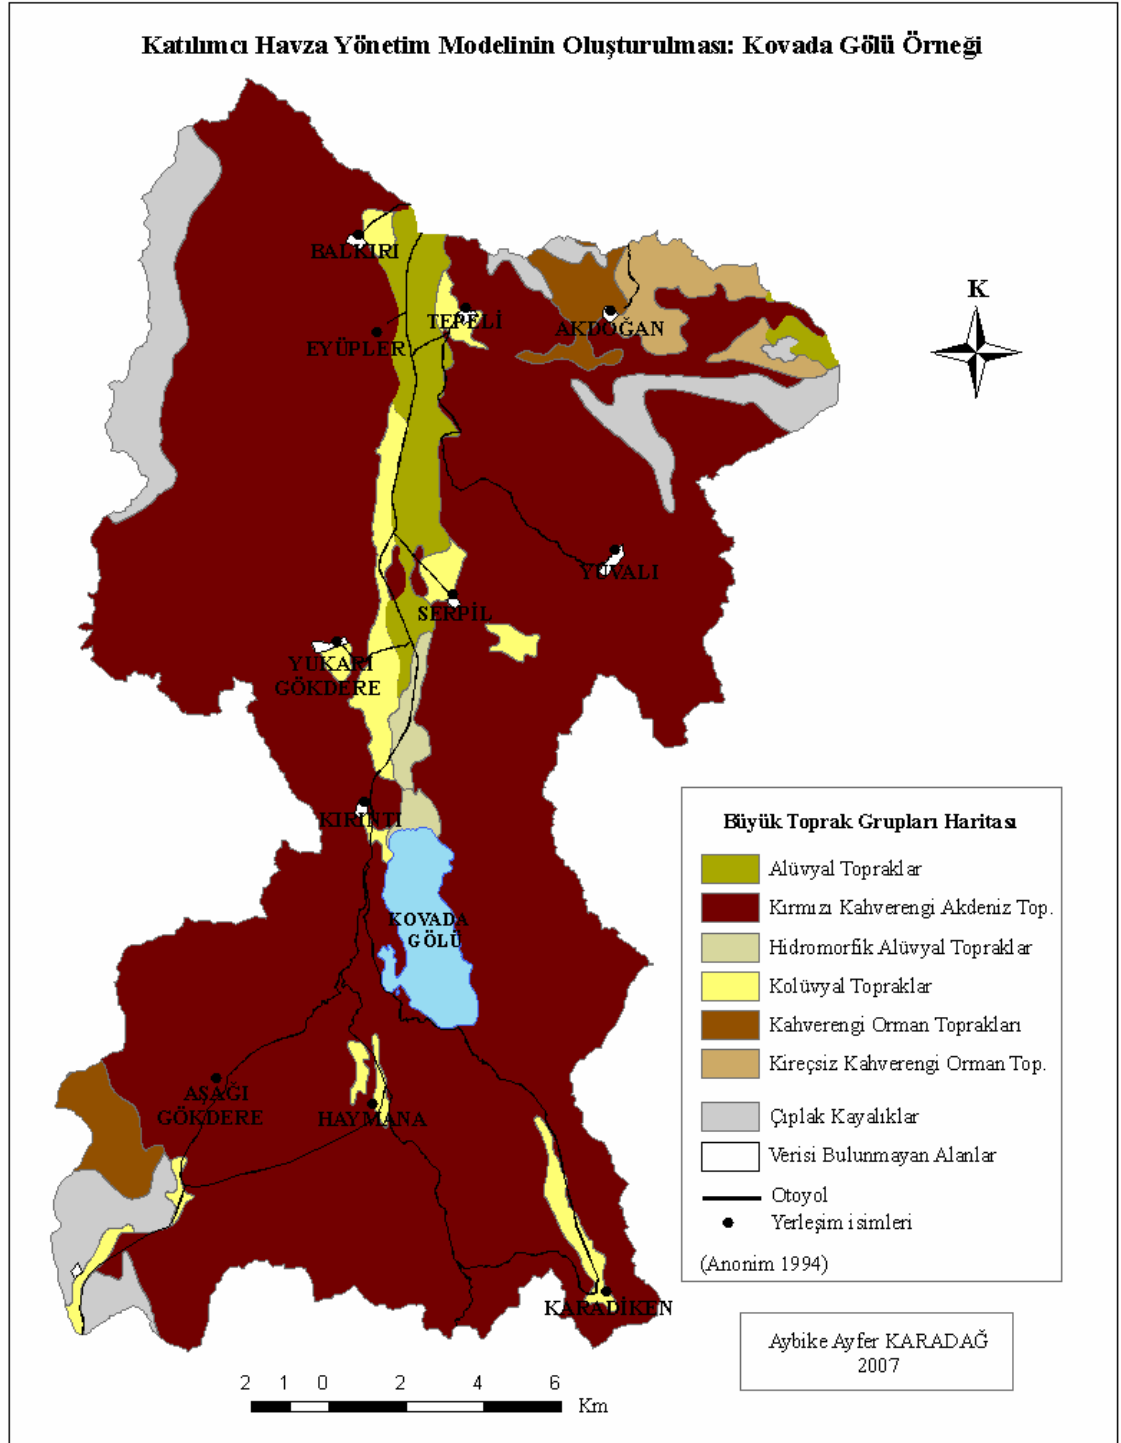 Katılımcı Havza Yönetim Modelinin Oluşturulması: Kovada Gölü Örneği
BALKIRI
TEPELİ
AKDOĞAN
EYÜPLER
K
YUVALI
SERPİL
YUKARI
GÖKDERE
KIRINTI
KOVADA
GÖLÜ
AŞAĞI
GÖKDERE
HAYMANA
KARADİKEN
Büyük Toprak Grupları Haritası
Alüvyal Topraklar
Kırmızı Kahverengi Akdeniz Top.
Hidromorfik Alüvyal Topraklar
Kolüvyal Topraklar
Kahverengi Orman Toprakları
Kireçsiz Kahverengi Orman Top.
Çıplak Kayalıklar
Verisi Bulunmayan Alanlar
Otoyol
Yerleşim isimleri
(Anonim 1994)
Aybike Ayfer KARADAĞ
2007
2 1 0 2 4 6
Km